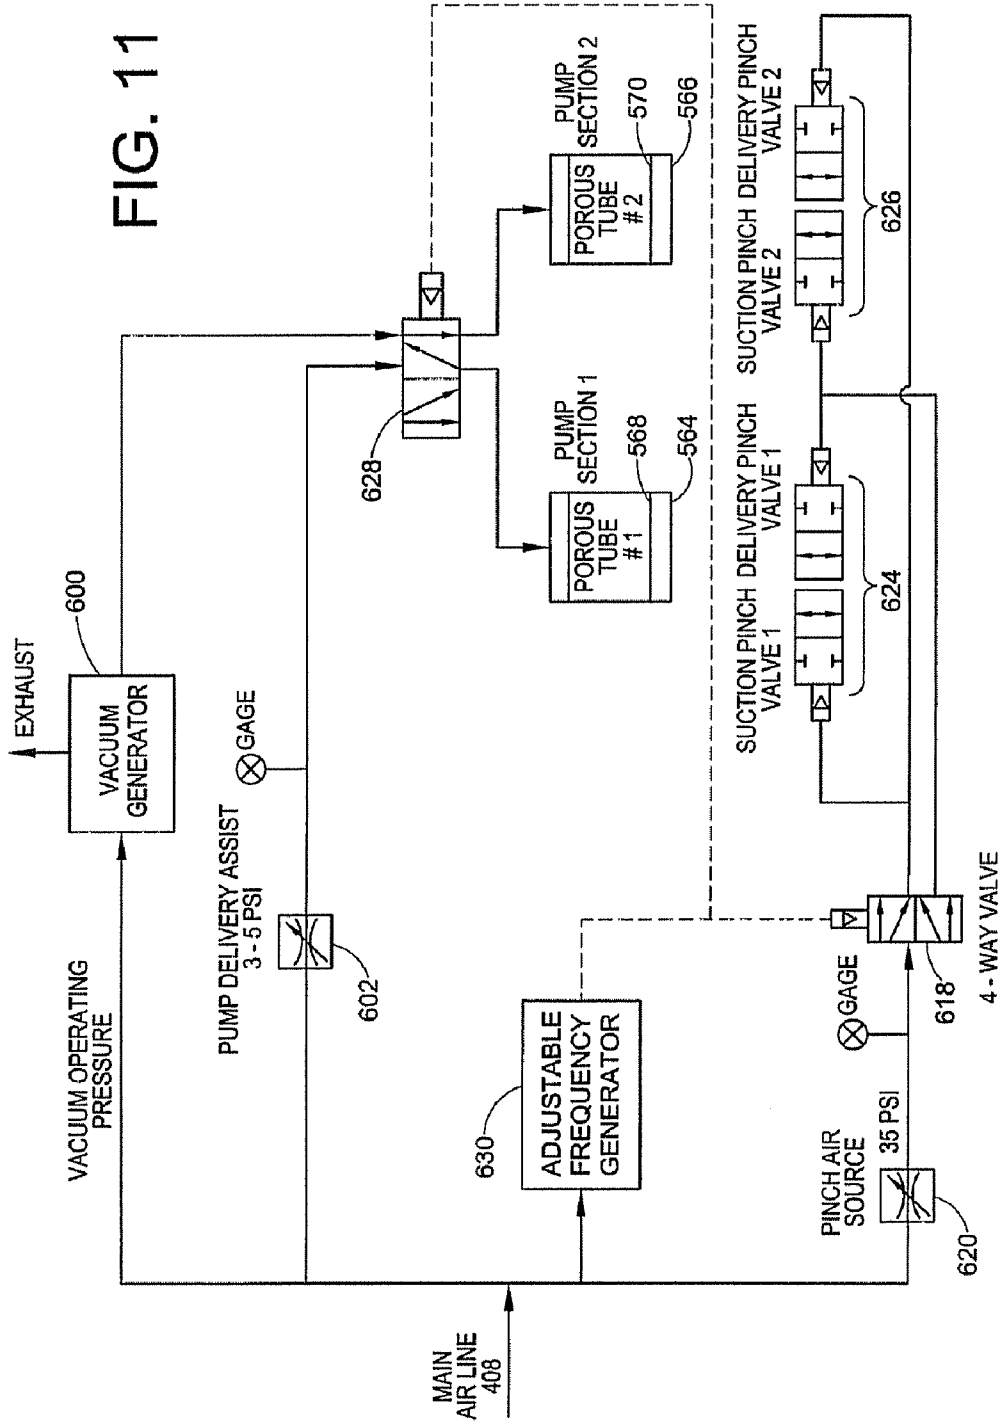 FIG. 11
EXHAUST
VACUUM
GENERATOR
600
VACUUM OPERATING
PRESSURE
PUMP DELIVERY ASSIST
3 - 5 PSI
602
GAGE
628
PUMP
SECTION 1
POROUS
TUBE
#1
568
564
PUMP
SECTION 2
POROUS
TUBE
#2
570
566
MAIN
AIR LINE
408
ADJUSTABLE
FREQUENCY
GENERATOR
630
PINCH AIR
SOURCE
35 PSI
620
GAGE
618
4 - WAY VALVE
SUCTION PINCH
VALVE 1
DELIVERY PINCH
VALVE 1
624
SUCTION PINCH
VALVE 2
DELIVERY PINCH
VALVE 2
626